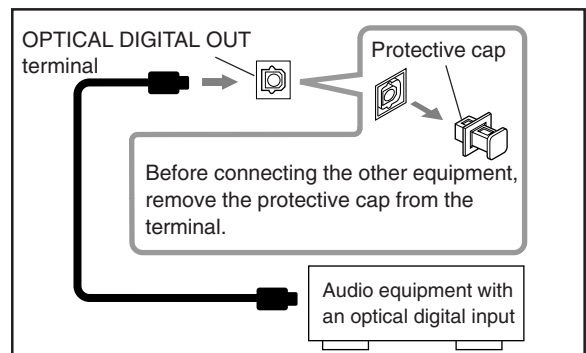 OPTICAL DIGITAL OUT
terminal
Protective cap
Before connecting the other equipment,
remove the protective cap from the
terminal.
Audio equipment with
an optical digital input